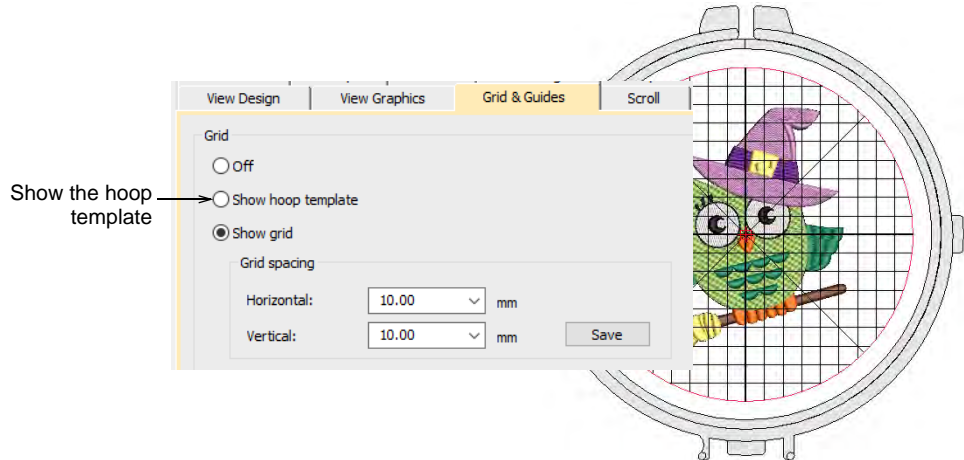 View Design View Graphics Grid & Guides Scroll
Grid
Off
Show the hoop template
Show hoop template
Show grid
Grid spacing
Horizontal: 10.00 mm
Vertical: 10.00 mm Save